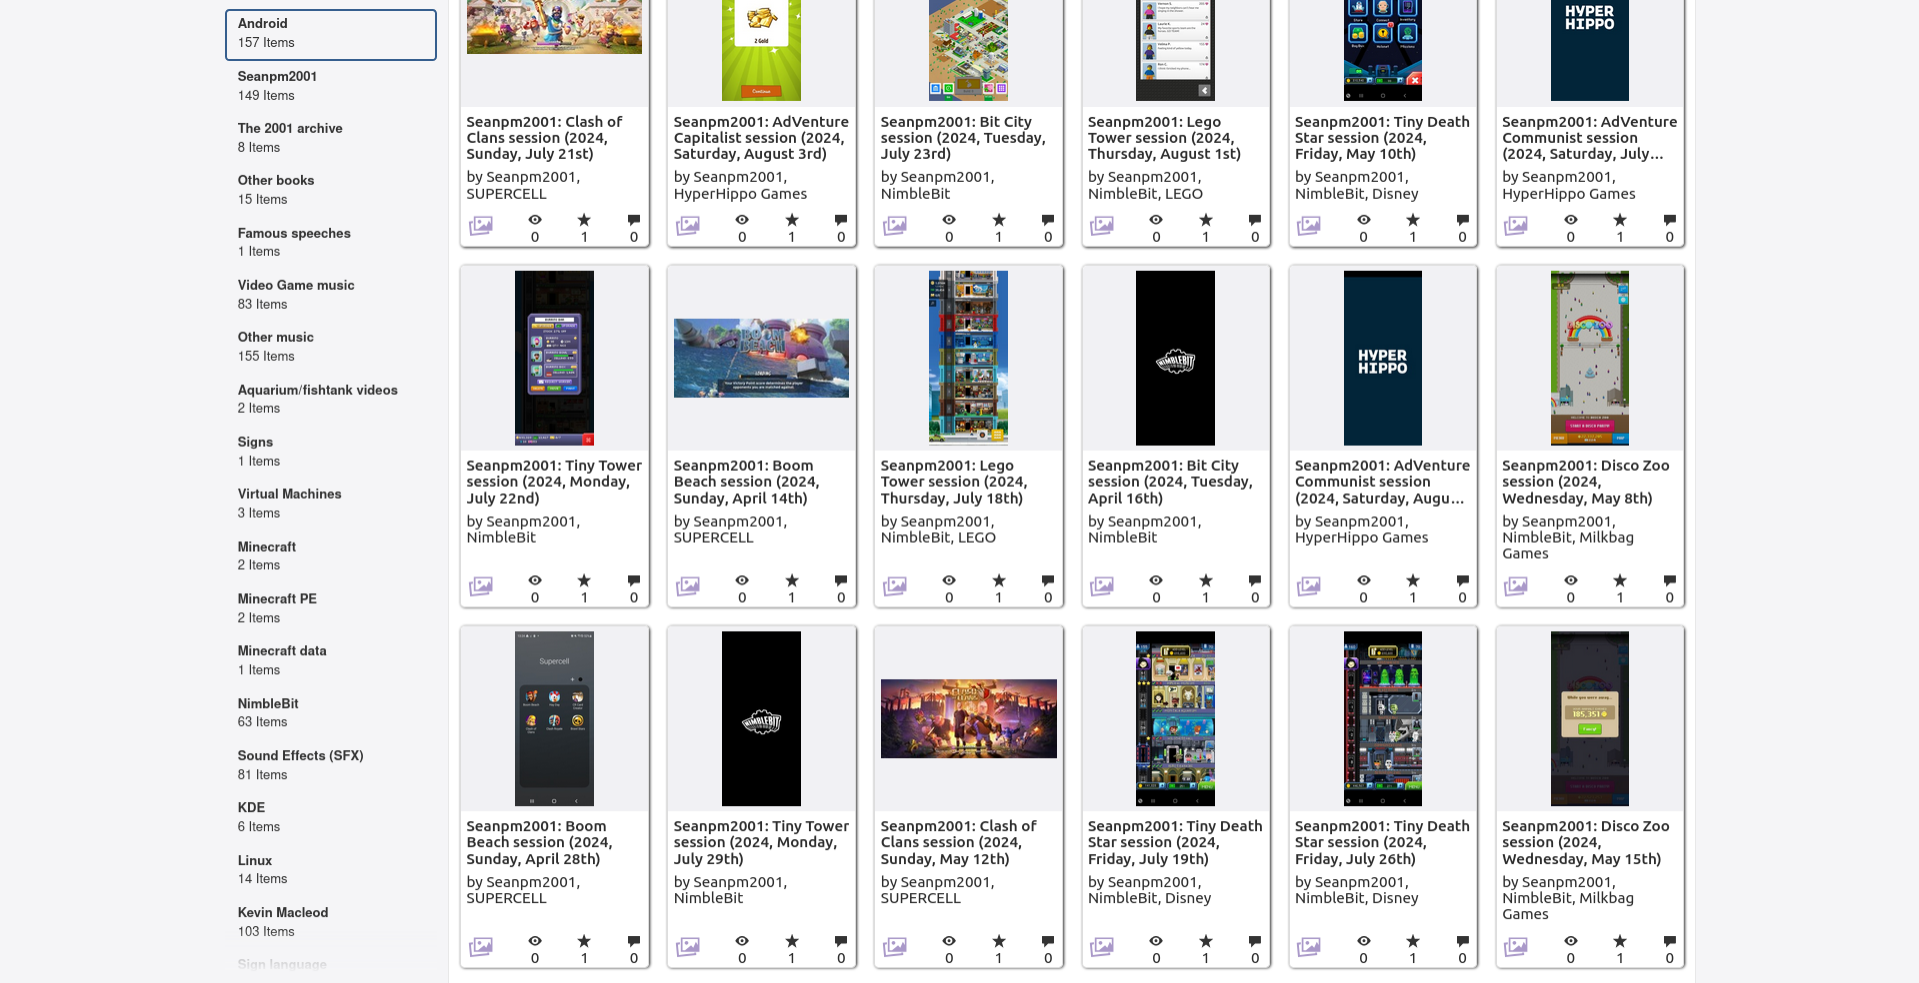 Android
157 Items
Seanpm2001
149 Items
The 2001 archive
8 Items
Other books
15 Items
Famous speeches
1 Items
Video Game music
83 Items
Other music
155 Items
Aquarium/fishtank videos
2 Items
Signs
1 Items
Virtual Machines
3 Items
Minecraft
2 Items
Minecraft PE
2 Items
Minecraft data
1 Items
NimbleBit
63 Items
Sound Effects (SFX)
81 Items
KDE
6 Items
Linux
14 Items
Kevin Macleod
103 Items
Sign language
2 Gold
Continue
HYPER
HIPPO
Seanpm2001: Clash of
Clans session (2024,
Sunday, July 21st)
by Seanpm2001,
SUPERCELL
0 1 0
Seanpm2001: AdVenture
Capitalist session (2024,
Saturday, August 3rd)
by Seanpm2001,
HyperHippo Games
0 1 0
Seanpm2001: Bit City
session (2024, Tuesday,
July 23rd)
by Seanpm2001,
NimbleBit
0 1 0
Seanpm2001: Lego
Tower session (2024,
Thursday, August 1st)
by Seanpm2001,
NimbleBit, LEGO
0 1 0
Seanpm2001: Tiny Death
Star session (2024,
Friday, May 10th)
by Seanpm2001,
NimbleBit, Disney
0 1 0
Seanpm2001: AdVenture
Communist session
(2024, Saturday, July...
by Seanpm2001,
HyperHippo Games
0 1 0
Seanpm2001: Tiny Tower
session (2024, Monday,
July 22nd)
by Seanpm2001,
NimbleBit
0 1 0
BOOM
BEACH
Seanpm2001: Boom
Beach session (2024,
Sunday, April 14th)
by Seanpm2001,
SUPERCELL
0 1 0
Seanpm2001: Lego
Tower session (2024,
Thursday, July 18th)
by Seanpm2001,
NimbleBit, LEGO
0 1 0
NIMBLEBIT
Seanpm2001: Bit City
session (2024, Tuesday,
April 16th)
by Seanpm2001,
NimbleBit
0 1 0
HYPER
HIPPO
Seanpm2001: AdVenture
Communist session
(2024, Saturday, Augu...
by Seanpm2001,
HyperHippo Games
0 1 0
DISCO ZOO
Seanpm2001: Disco Zoo
session (2024,
Wednesday, May 8th)
by Seanpm2001,
NimbleBit, Milkbag
Games
0 1 0
Supercell
Seanpm2001: Boom
Beach session (2024,
Sunday, April 28th)
by Seanpm2001,
SUPERCELL
0 1 0
NIMBLEBIT
Seanpm2001: Tiny Tower
session (2024, Monday,
July 29th)
by Seanpm2001,
NimbleBit
0 1 0
Seanpm2001: Clash of
Clans session (2024,
Sunday, May 12th)
by Seanpm2001,
SUPERCELL
0 1 0
Seanpm2001: Tiny Death
Star session (2024,
Friday, July 19th)
by Seanpm2001,
NimbleBit, Disney
0 1 0
Seanpm2001: Tiny Death
Star session (2024,
Friday, July 26th)
by Seanpm2001,
NimbleBit, Disney
0 1 0
While you were away...
185,351
Seanpm2001: Disco Zoo
session (2024,
Wednesday, May 15th)
by Seanpm2001,
NimbleBit, Milkbag
Games
0 1 0